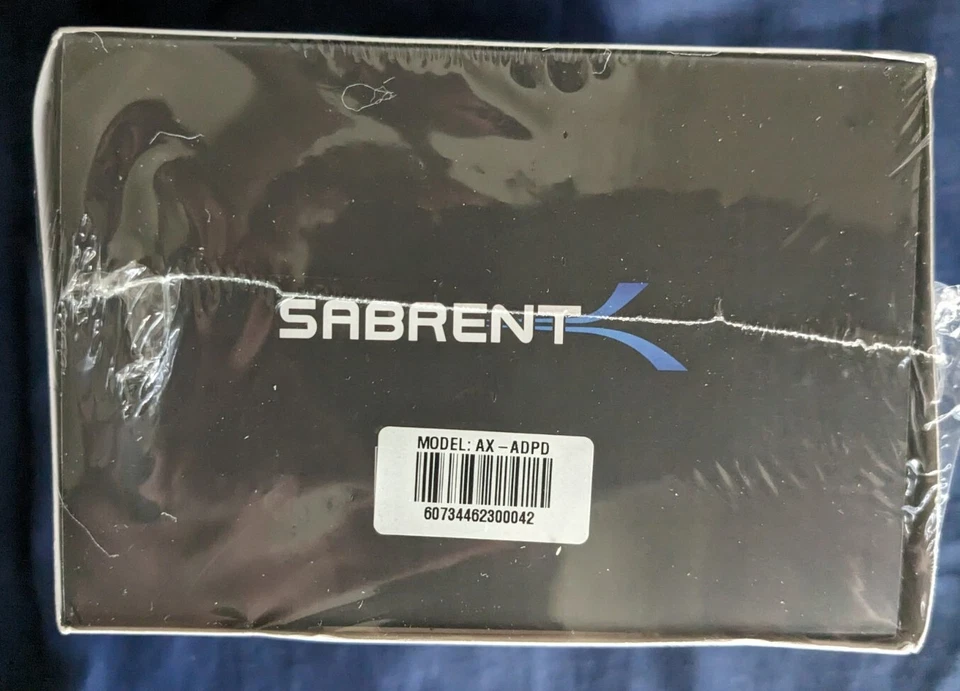 SABRENT
MODEL: AX-ADPD
60734462300042